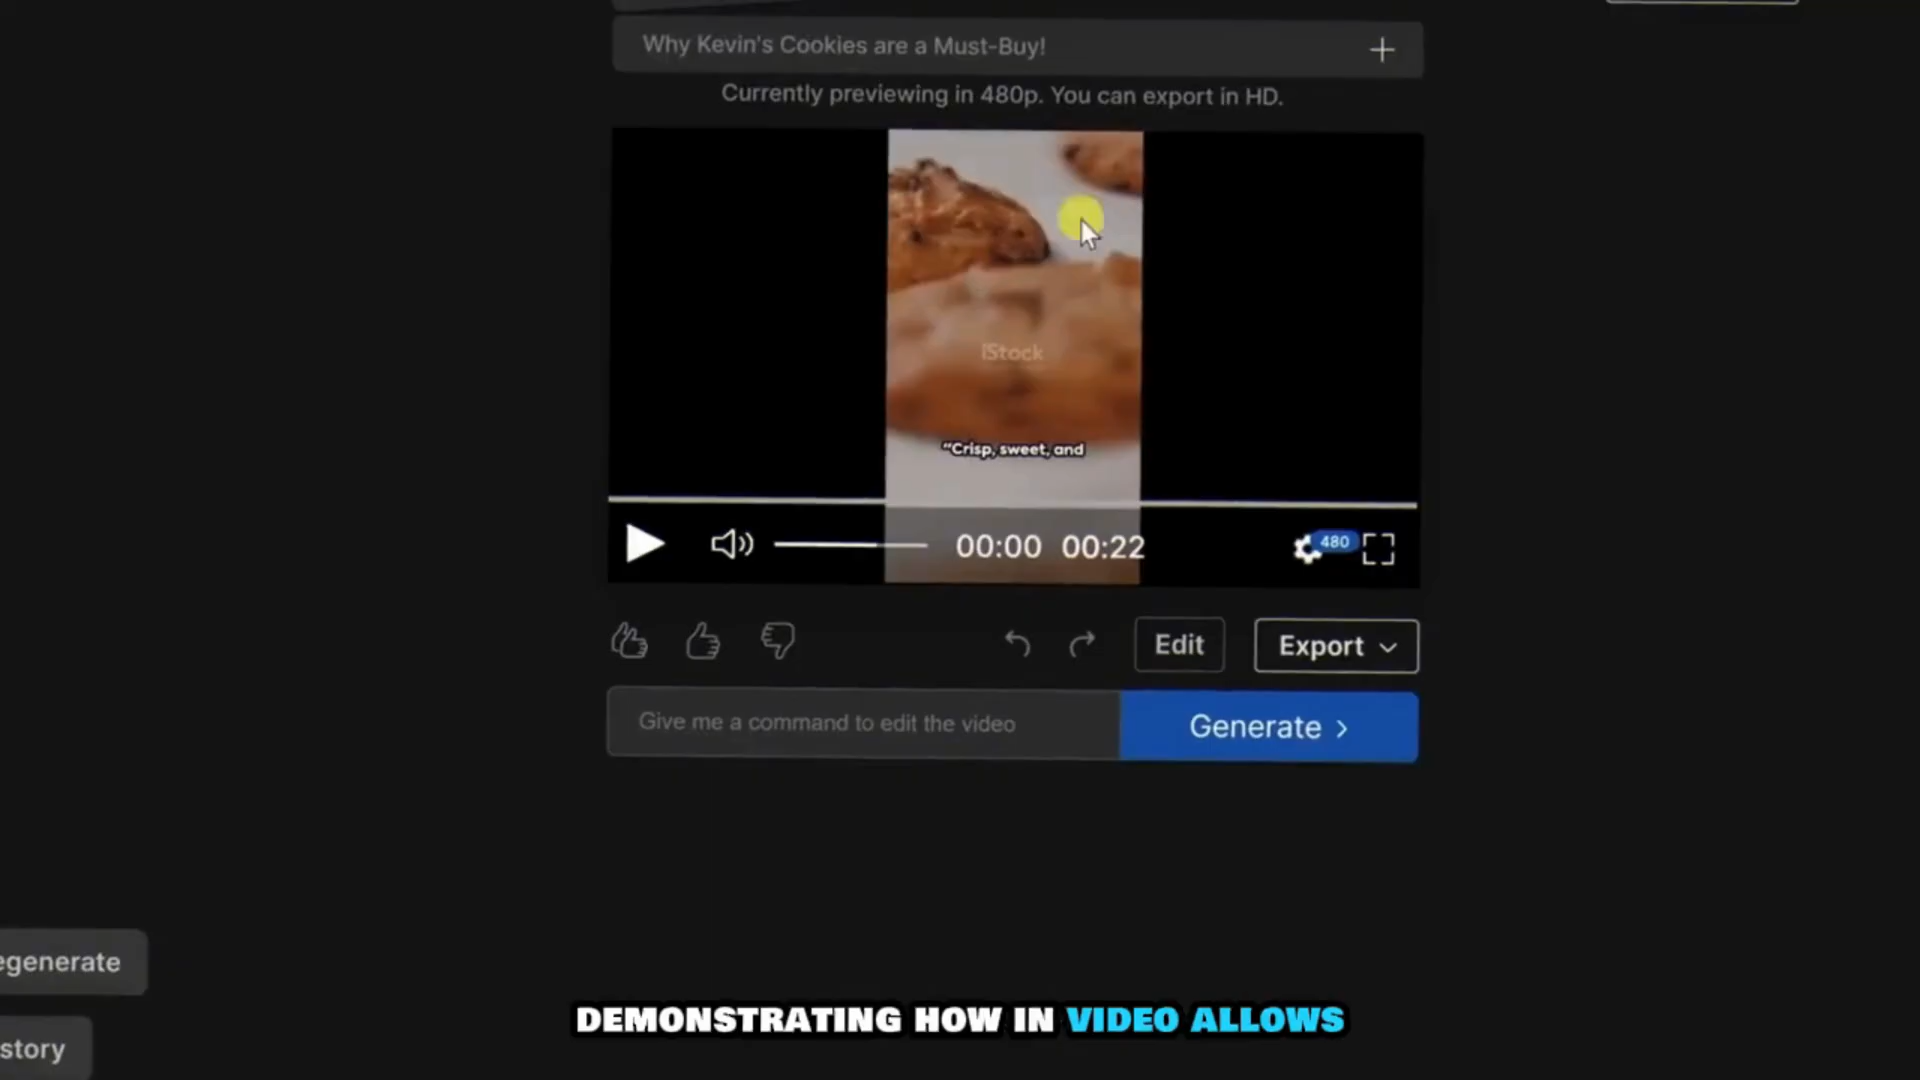 Why Kevin's Cookies are a Must-Buy!
Currently previewing in 480p. You can export in HD.
iStock
“Crisp, sweet, and
00:00 00:22
480
Edit
Export
Give me a command to edit the video
Generate
egenerate
story
DEMONSTRATING HOW IN VIDEO ALLOWS